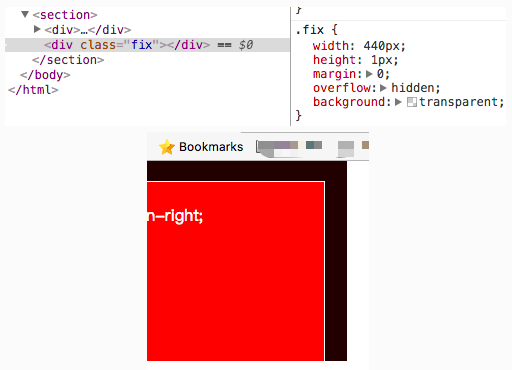 ▼<section>
▶<div>…</div>
<div class="fix"></div> == $0
</section>
</body>
</html>
}
.fix {
width: 440px;
height: 1px;
margin:▶0;
overflow:▶hidden;
background:▶transparent;
}
Bookmarks
n-right;